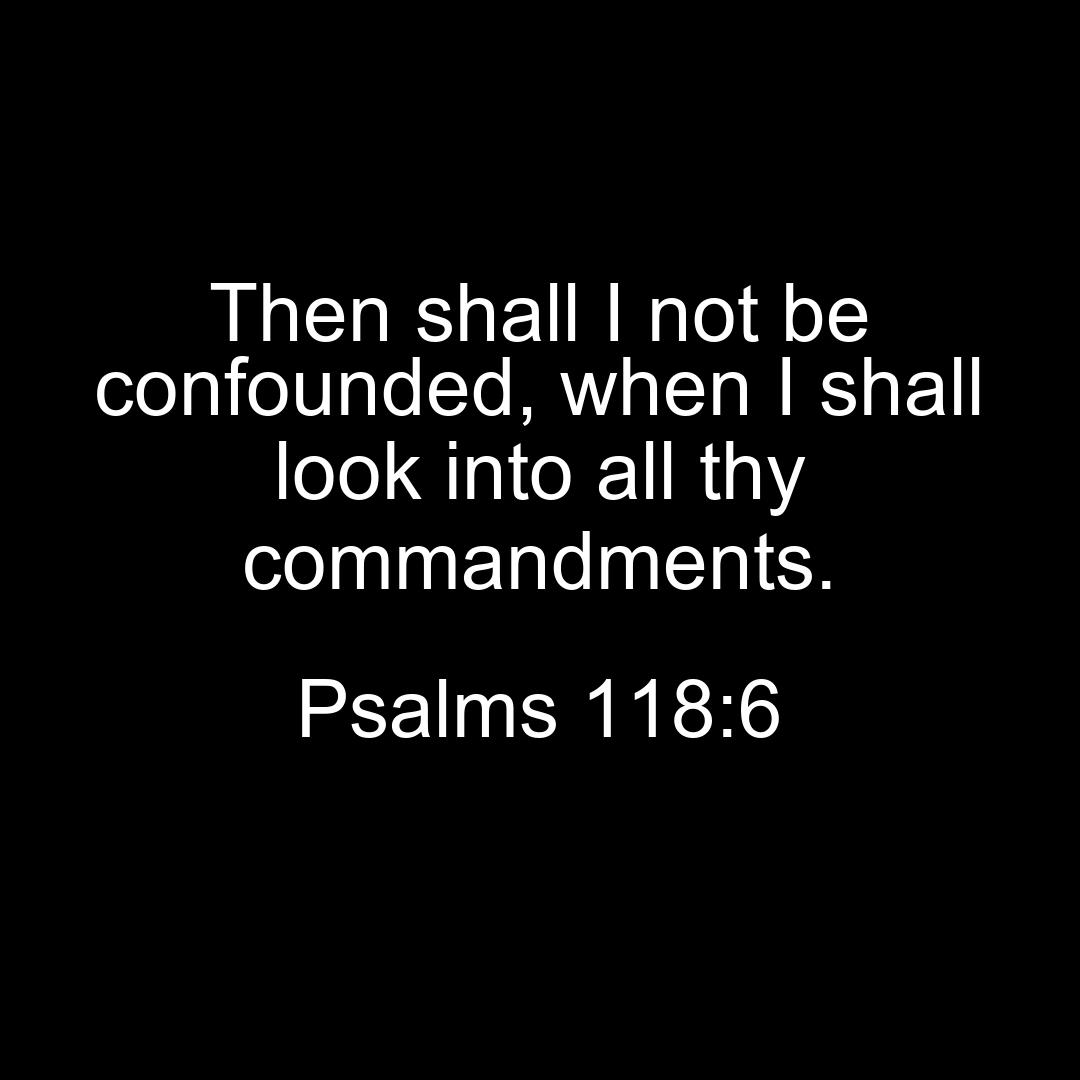 Then shall I not be
confounded, when I shall
look into all thy
commandments.
Psalms 118:6